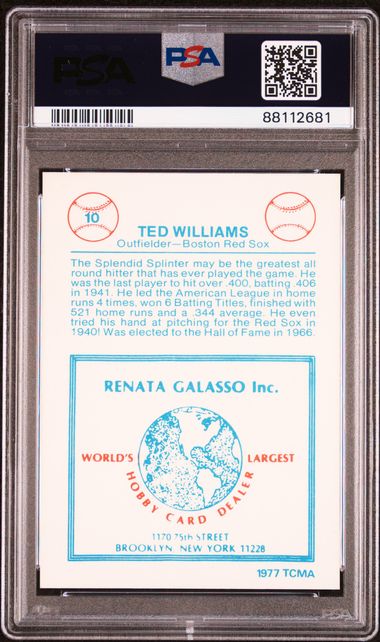 PSA
PSA
88112681
10
TED WILLIAMS
Outfielder—Boston Red Sox
The Splendid Splinter may be the greatest all
round hitter that has ever played the game. He
was the last player to hit over .400, batting .406
in 1941. He led the American League in home
runs 4 times, won 6 Batting Titles, finished with
521 home runs and a .344 average. He even
tried his hand at pitching for the Red Sox in
1940! Was elected to the Hall of Fame in 1966.
RENATA GALASSO Inc.
WORLD'S LARGEST
HOBBY CARD DEALER
1170 75th STREET
BROOKLYN, NEW YORK 11228
1977 TCMA
PSA